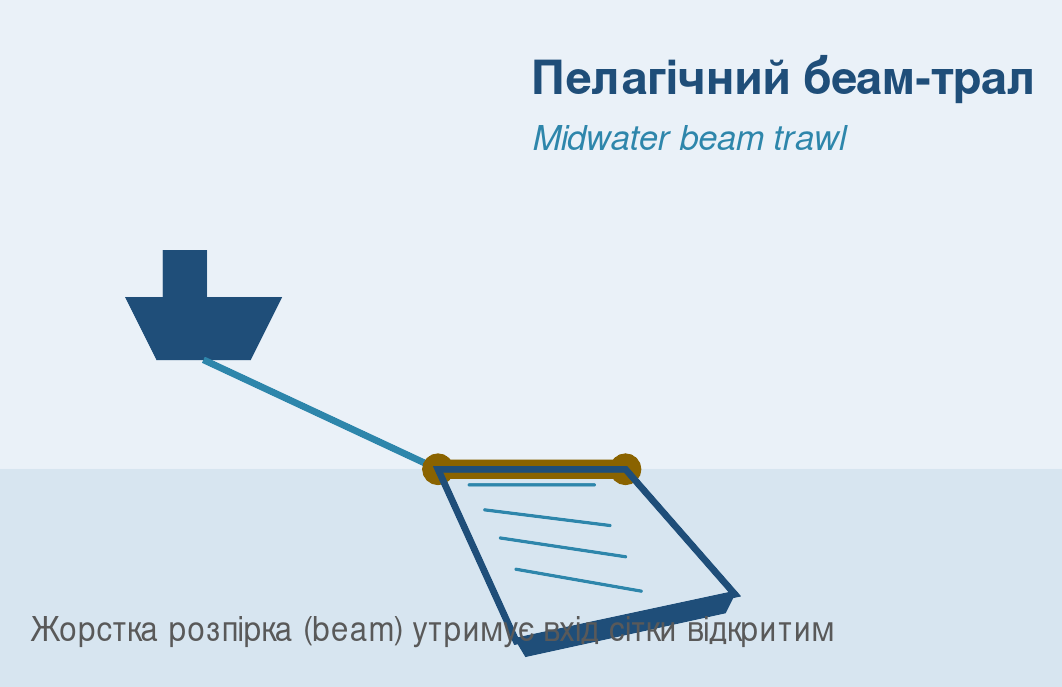 Пелагічний беам-трал
Midwater beam trawl
Жорстка розпірка (beam) утримує вхід сітки відкритим